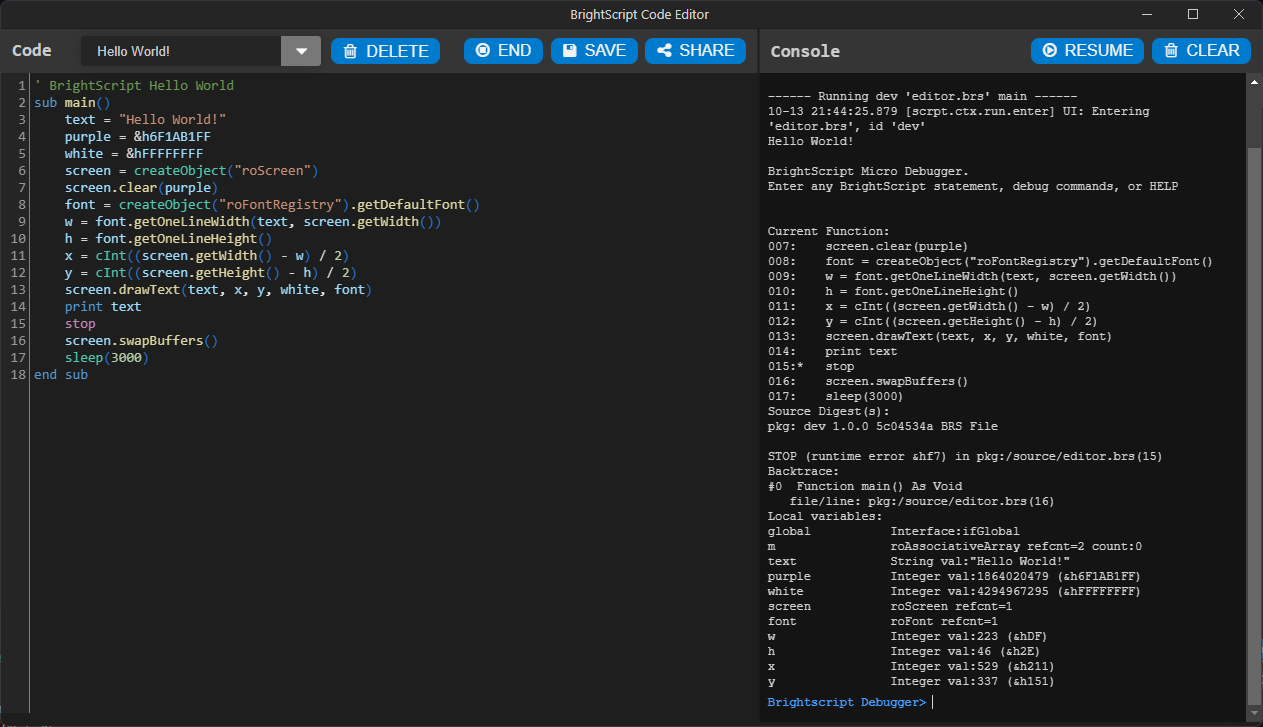 BrightScript Code Editor
Code
Hello World!
DELETE
END
SAVE
SHARE
Console
RESUME
CLEAR
1 ' BrightScript Hello World
2 sub main()
3     text = "Hello World!"
4     purple = &h6F1AB1FF
5     white = &hFFFFFFFF
6     screen = createObject("roScreen")
7     screen.clear(purple)
8     font = createObject("roFontRegistry").getDefaultFont()
9     w = font.getOneLineWidth(text, screen.getWidth())
10     h = font.getOneLineHeight()
11     x = cInt((screen.getWidth() - w) / 2)
12     y = cInt((screen.getHeight() - h) / 2)
13     screen.drawText(text, x, y, white, font)
14     print text
15     stop
16     screen.swapBuffers()
17     sleep(3000)
18 end sub
------ Running dev 'editor.brs' main ------
10-13 21:44:25.879 [scrpt.ctx.run.enter] UI: Entering
'editor.brs', id 'dev'
Hello World!
BrightScript Micro Debugger.
Enter any BrightScript statement, debug commands, or HELP
Current Function:
007:    screen.clear(purple)
008:    font = createObject("roFontRegistry").getDefaultFont()
009:    w = font.getOneLineWidth(text, screen.getWidth())
010:    h = font.getOneLineHeight()
011:    x = cInt((screen.getWidth() - w) / 2)
012:    y = cInt((screen.getHeight() - h) / 2)
013:    screen.drawText(text, x, y, white, font)
014:    print text
015:*   stop
016:    screen.swapBuffers()
017:    sleep(3000)
Source Digest(s):
pkg: dev 1.0.0 5c04534a BRS File
STOP (runtime error &hf7) in pkg:/source/editor.brs(15)
Backtrace:
#0  Function main() As Void
   file/line: pkg:/source/editor.brs(16)
Local variables:
global           Interface:ifGlobal
m                roAssociativeArray refcnt=2 count:0
text             String val:"Hello World!"
purple           Integer val:1864020479 (&h6F1AB1FF)
white            Integer val:4294967295 (&hFFFFFFFF)
screen           roScreen refcnt=1
font             roFont refcnt=1
w                Integer val:223 (&hDF)
h                Integer val:46 (&h2E)
x                Integer val:529 (&h211)
y                Integer val:337 (&h151)
Brightscript Debugger>